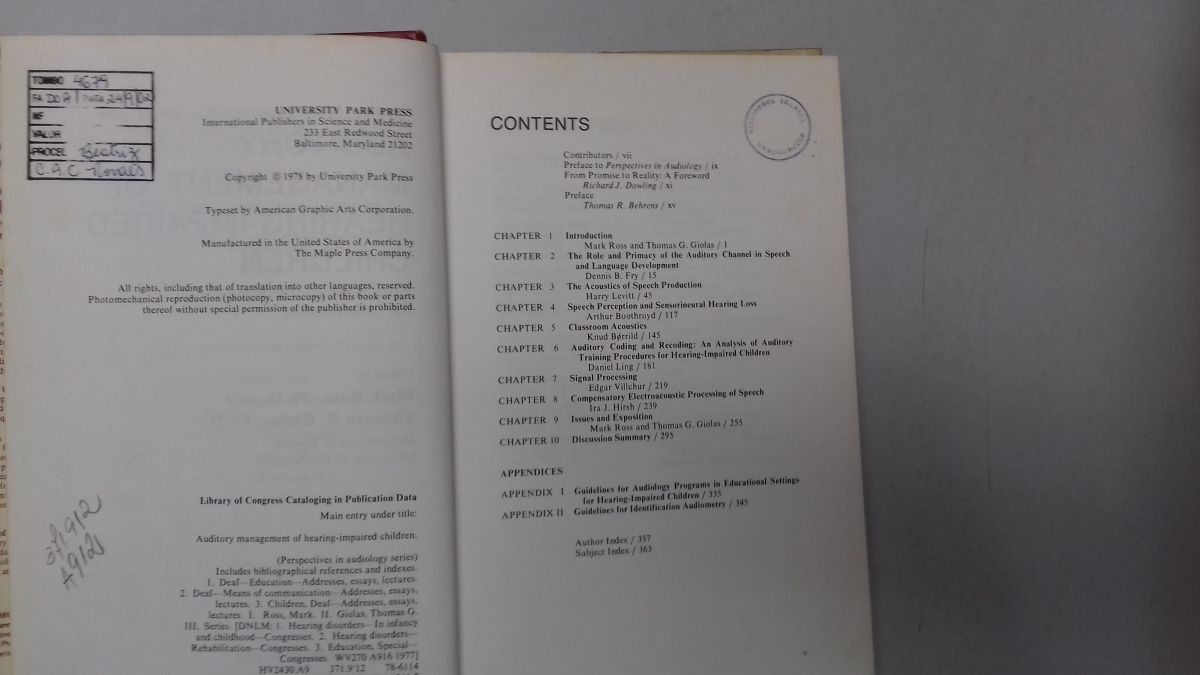 TOMBO 4679
DATA 24/9/02
NF
VALOR
PROCED. Beatriz
C.A.C. Novaes
UNIVERSITY PARK PRESS
International Publishers in Science and Medicine
233 East Redwood Street
Baltimore, Maryland 21202
Copyright © 1978 by University Park Press
Typeset by American Graphic Arts Corporation.
Manufactured in the United States of America by
The Maple Press Company.
All rights, including that of translation into other languages, reserved.
Photomechanical reproduction (photocopy, microcopy) of this book or parts
thereof without special permission of the publisher is prohibited.
371.912
A912
Library of Congress Cataloging in Publication Data
Main entry under title:
Auditory management of hearing-impaired children.
(Perspectives in audiology series)
Includes bibliographical references and indexes.
1. Deaf—Education—Addresses, essays, lectures.
2. Deaf—Means of communication—Addresses, essays,
lectures. 3. Children, Deaf—Addresses, essays,
lectures. I. Ross, Mark. II. Giolas, Thomas G.
III. Series. [DNLM: 1. Hearing disorders—In infancy
and childhood—Congresses. 2. Hearing disorders—
Rehabilitation—Congresses. 3. Education, Special—
Congresses. WV270 A916 1977]
HV2430.A9 371.9'12 78-6114
CONTENTS
Contributors / vii
Preface to Perspectives in Audiology / ix
From Promise to Reality: A Foreword
Richard J. Dowling / xi
Preface
Thomas R. Behrens / xv
CHAPTER 1 Introduction
Mark Ross and Thomas G. Giolas / 1
CHAPTER 2 The Role and Primacy of the Auditory Channel in Speech
and Language Development
Dennis B. Fry / 15
CHAPTER 3 The Acoustics of Speech Production
Harry Levitt / 45
CHAPTER 4 Speech Perception and Sensorineural Hearing Loss
Arthur Boothroyd / 117
CHAPTER 5 Classroom Acoustics
Knud Børrild / 145
CHAPTER 6 Auditory Coding and Recoding: An Analysis of Auditory
Training Procedures for Hearing-Impaired Children
Daniel Ling / 181
CHAPTER 7 Signal Processing
Edgar Villchur / 219
CHAPTER 8 Compensatory Electroacoustic Processing of Speech
Ira J. Hirsh / 239
CHAPTER 9 Issues and Exposition
Mark Ross and Thomas G. Giolas / 255
CHAPTER 10 Discussion Summary / 295
APPENDICES
APPENDIX I Guidelines for Audiology Programs in Educational Settings
for Hearing-Impaired Children / 335
APPENDIX II Guidelines for Identification Audiometry / 345
Author Index / 357
Subject Index / 363